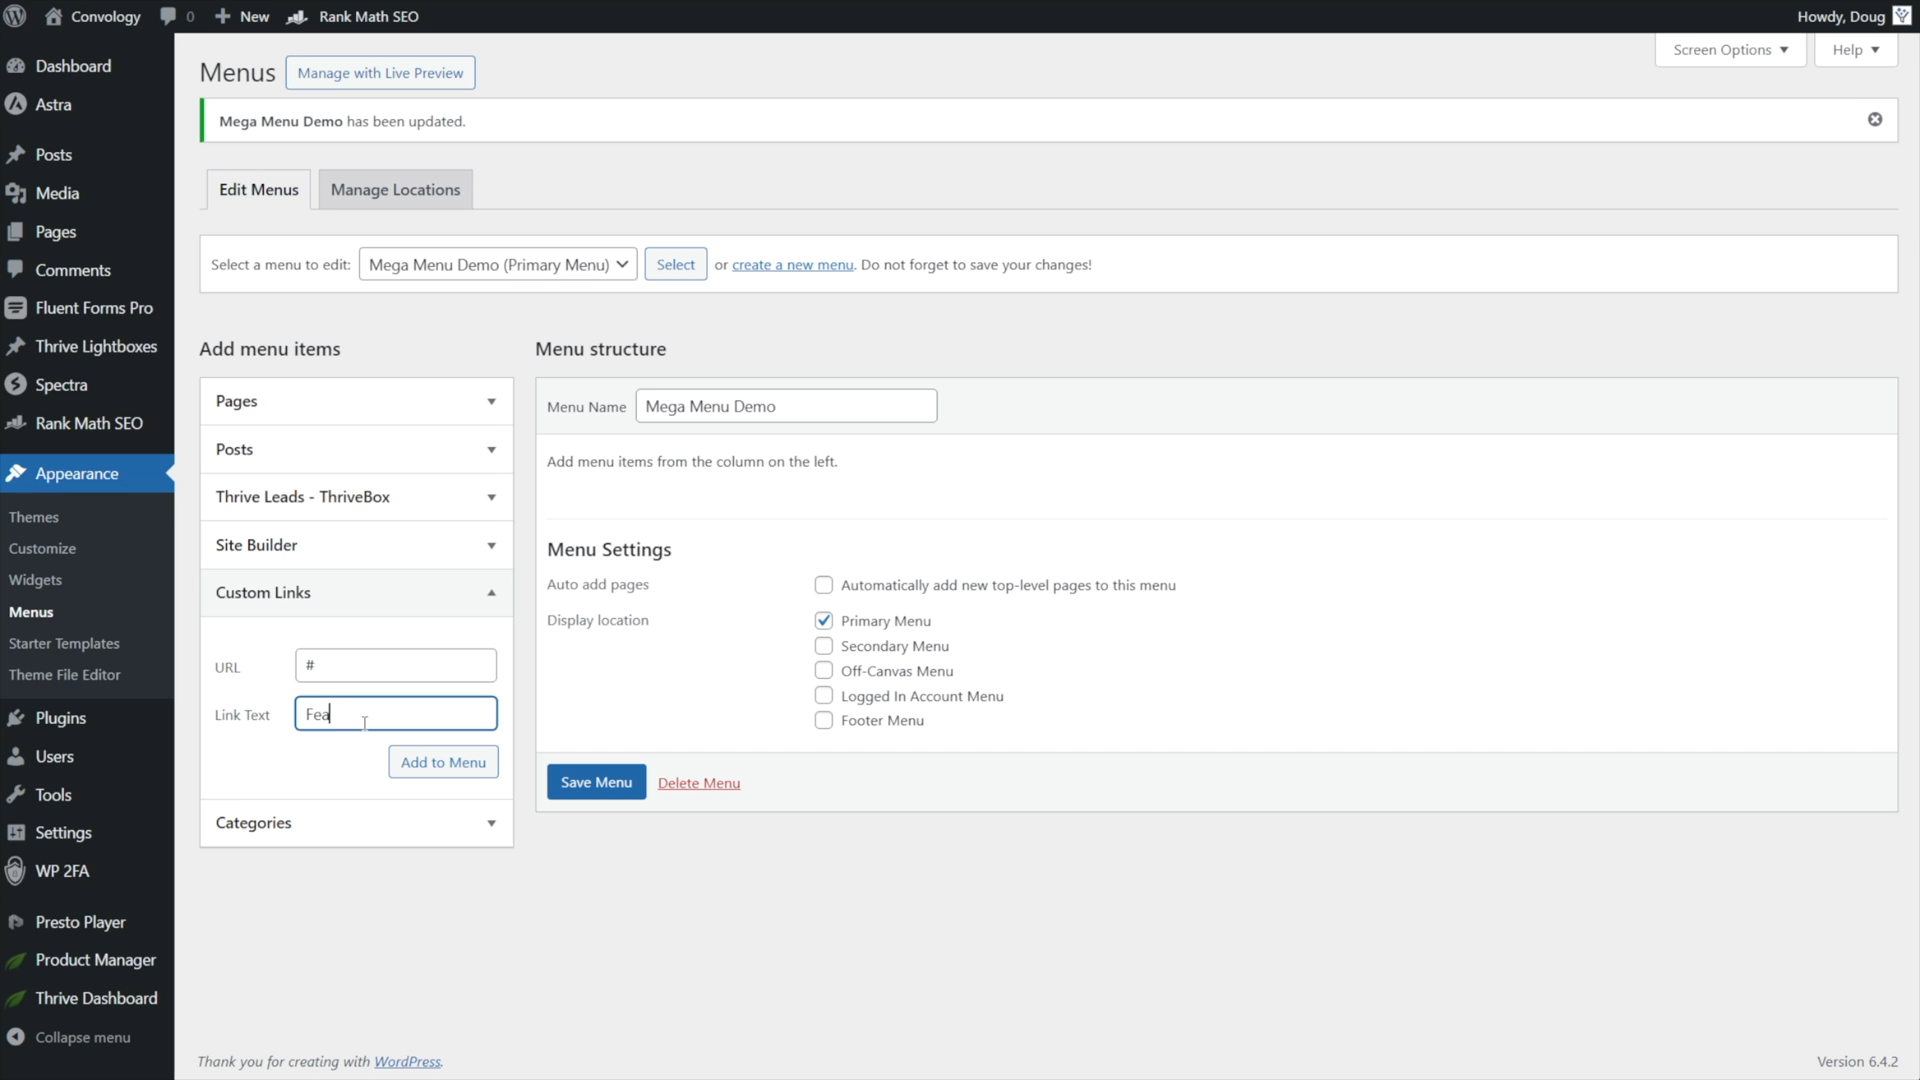 Convology 0 New Rank Math SEO Howdy, Doug
Screen Options Help
Dashboard
Astra
Posts
Media
Pages
Comments
Fluent Forms Pro
Thrive Lightboxes
Spectra
Rank Math SEO
Appearance
Themes
Customize
Widgets
Menus
Starter Templates
Theme File Editor
Plugins
Users
Tools
Settings
WP 2FA
Presto Player
Product Manager
Thrive Dashboard
Collapse menu
Menus Manage with Live Preview
Mega Menu Demo has been updated.
Edit Menus Manage Locations
Select a menu to edit: Mega Menu Demo (Primary Menu) Select or create a new menu. Do not forget to save your changes!
Add menu items
Pages
Posts
Thrive Leads - ThriveBox
Site Builder
Custom Links
URL #
Link Text Fea
Add to Menu
Categories
Menu structure
Menu Name Mega Menu Demo
Add menu items from the column on the left.
Menu Settings
Auto add pages Automatically add new top-level pages to this menu
Display location Primary Menu
Secondary Menu
Off-Canvas Menu
Logged In Account Menu
Footer Menu
Save Menu Delete Menu
Thank you for creating with WordPress. Version 6.4.2